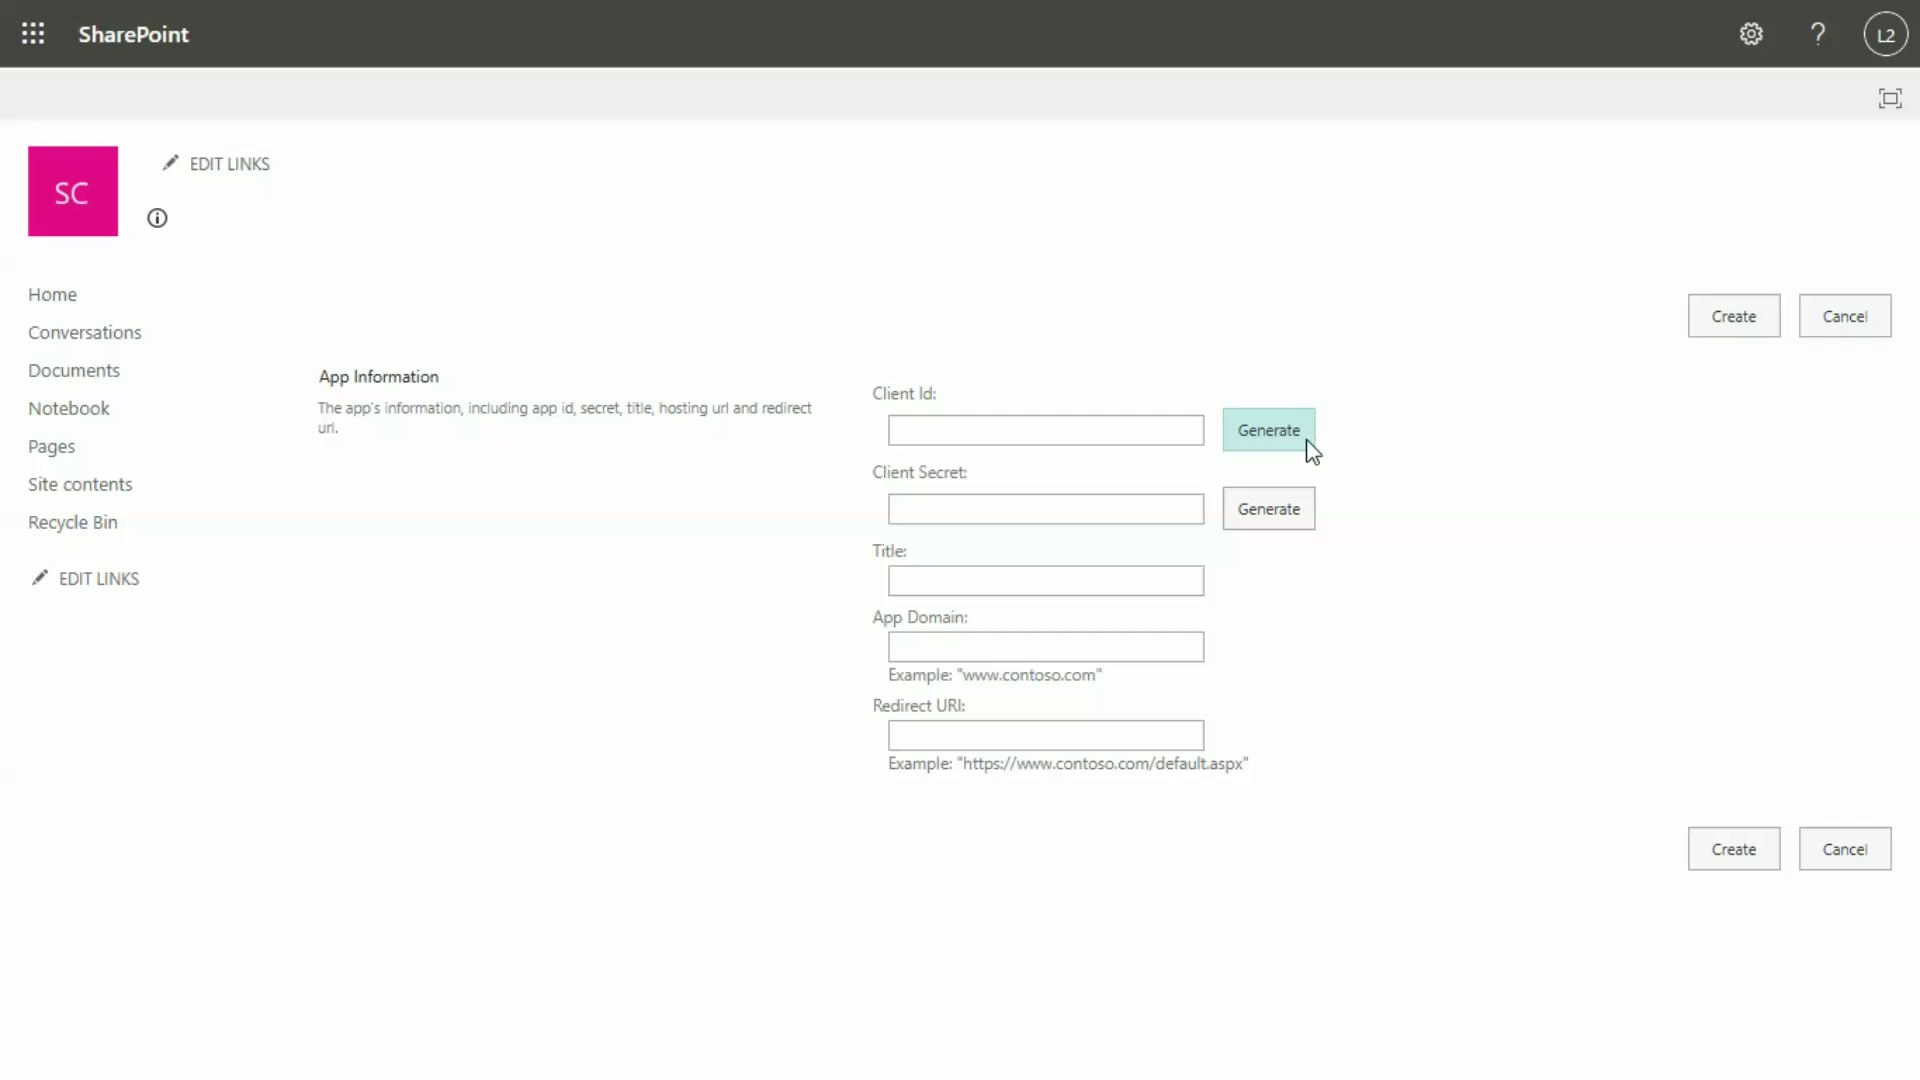 SharePoint
L2
EDIT LINKS
SC
Home
Conversations
Documents
Notebook
Pages
Site contents
Recycle Bin
EDIT LINKS
Create
Cancel
App Information
The app's information, including app id, secret, title, hosting url and redirect
url.
Client Id:
Generate
Client Secret:
Generate
Title:
App Domain:
Example: "www.contoso.com"
Redirect URI:
Example: "https://www.contoso.com/default.aspx"
Create
Cancel